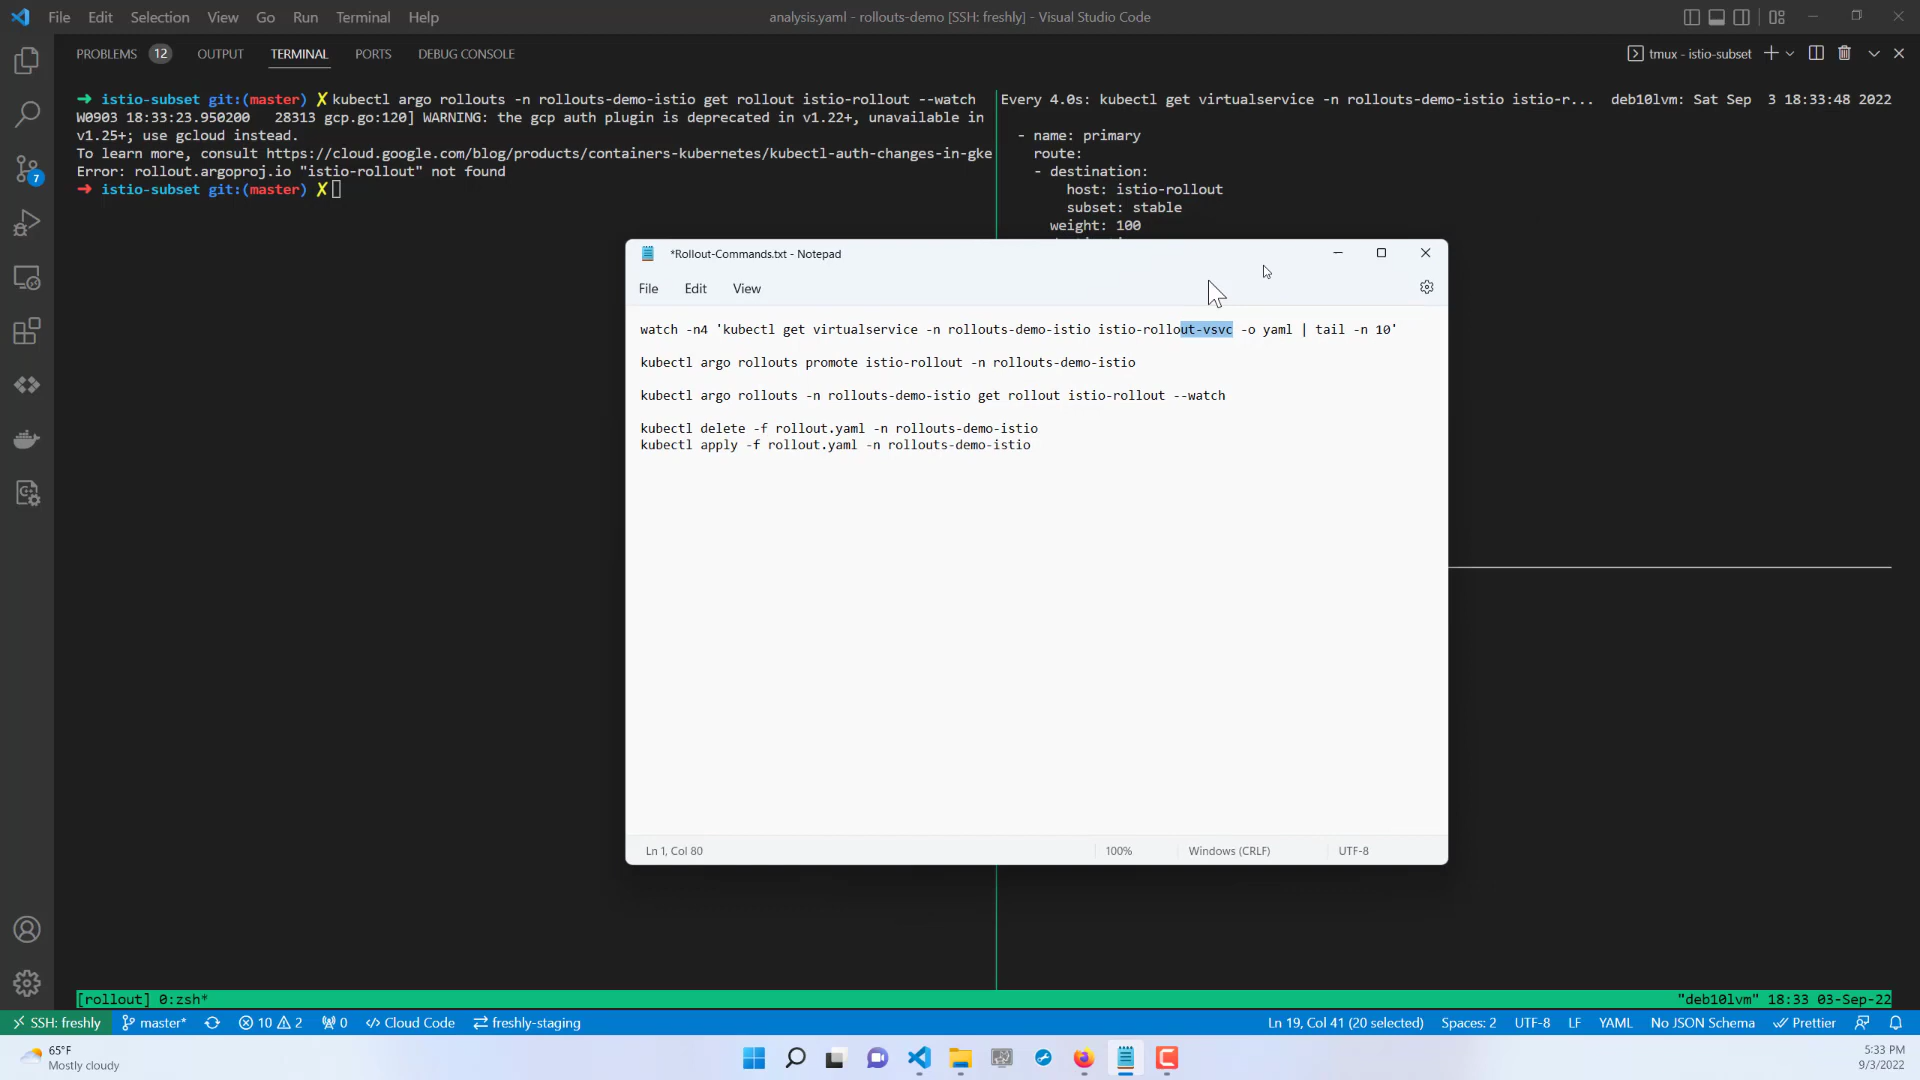 File Edit Selection View Go Run Terminal Help
analysis.yaml - rollouts-demo [SSH: freshly] - Visual Studio Code
PROBLEMS 12 OUTPUT TERMINAL PORTS DEBUG CONSOLE
tmux - istio-subset
➜ istio-subset git:(master) ✗ kubectl argo rollouts -n rollouts-demo-istio get rollout istio-rollout --watch
W0903 18:33:23.950200   28313 gcp.go:120] WARNING: the gcp auth plugin is deprecated in v1.22+, unavailable in
v1.25+; use gcloud instead.
To learn more, consult https://cloud.google.com/blog/products/containers-kubernetes/kubectl-auth-changes-in-gke
Error: rollout.argoproj.io "istio-rollout" not found
➜ istio-subset git:(master) ✗
Every 4.0s: kubectl get virtualservice -n rollouts-demo-istio istio-r... deb10lvm: Sat Sep  3 18:33:48 2022
- name: primary
route:
- destination:
host: istio-rollout
subset: stable
weight: 100
*Rollout-Commands.txt - Notepad
File Edit View
watch -n4 'kubectl get virtualservice -n rollouts-demo-istio istio-rollout-vsvc -o yaml | tail -n 10'
kubectl argo rollouts promote istio-rollout -n rollouts-demo-istio
kubectl argo rollouts -n rollouts-demo-istio get rollout istio-rollout --watch
kubectl delete -f rollout.yaml -n rollouts-demo-istio
kubectl apply -f rollout.yaml -n rollouts-demo-istio
Ln 1, Col 80 100% Windows (CRLF) UTF-8
7
[rollout] 0:zsh*
"deb10lvm" 18:33 03-Sep-22
SSH: freshly master* 10 2 0 Cloud Code freshly-staging
Ln 19, Col 41 (20 selected) Spaces: 2 UTF-8 LF YAML No JSON Schema Prettier
65°F
Mostly cloudy
5:33 PM
9/3/2022